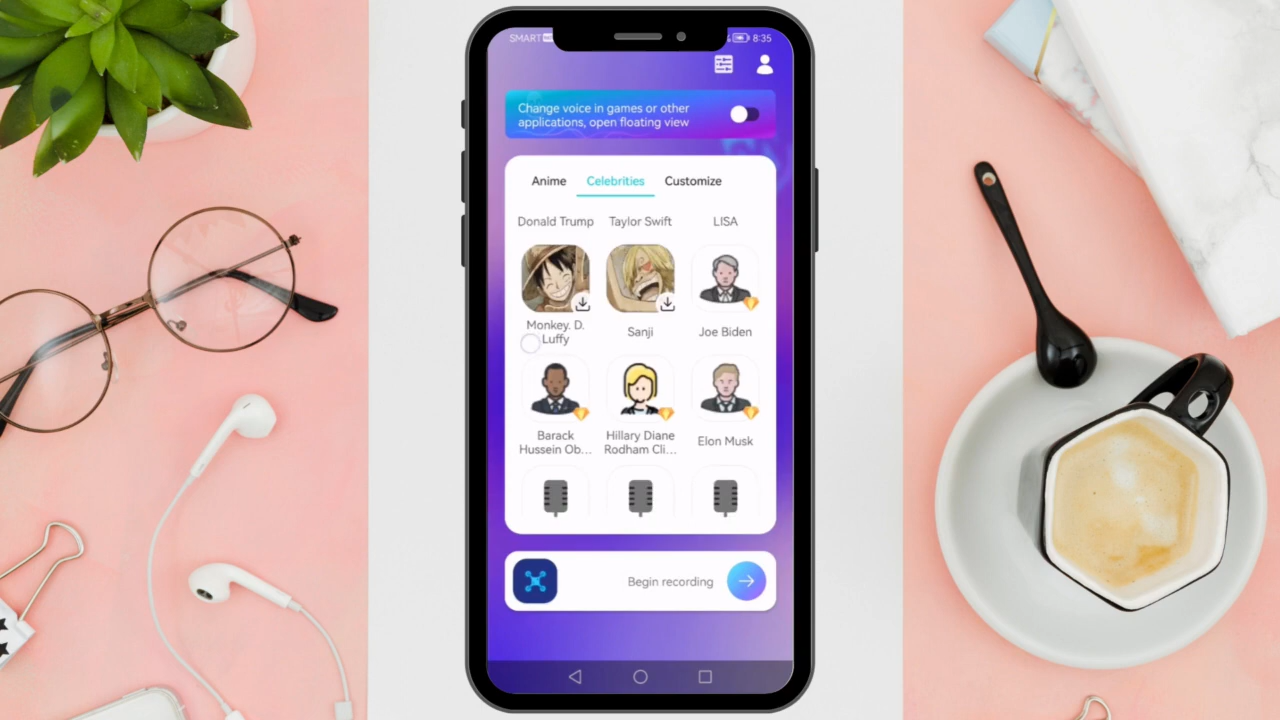 SMART
8:35
Change voice in games or other
applications, open floating view
Anime
Celebrities
Customize
Donald Trump
Taylor Swift
LISA
Monkey. D.
Luffy
Sanji
Joe Biden
Barack
Hussein Ob...
Hillary Diane
Rodham Cli...
Elon Musk
Begin recording